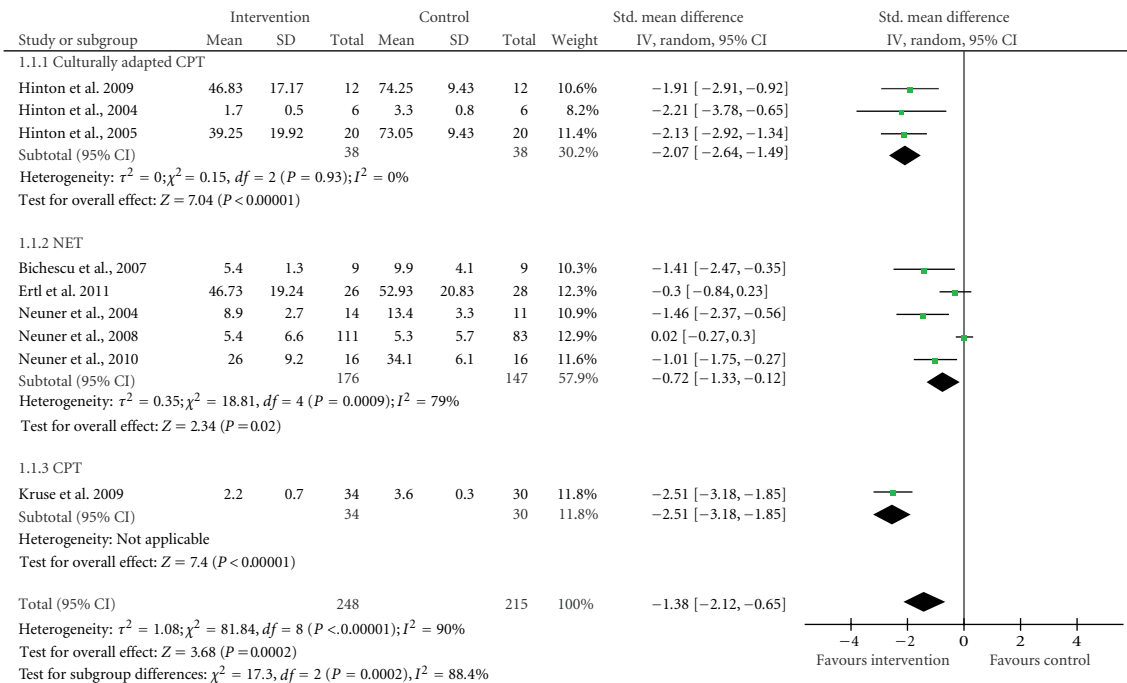 Intervention Control Std. mean difference Std. mean difference
Study or subgroup Mean SD Total Mean SD Total Weight IV, random, 95% CI IV, random, 95% CI
1.1.1 Culturally adapted CPT
Hinton et al. 2009 46.83 17.17 12 74.25 9.43 12 10.6% −1.91 [−2.91, −0.92]
Hinton et al., 2004 1.7 0.5 6 3.3 0.8 6 8.2% −2.21 [−3.78, −0.65]
Hinton et al., 2005 39.25 19.92 20 73.05 9.43 20 11.4% −2.13 [−2.92, −1.34]
Subtotal (95% CI) 38 38 30.2% −2.07 [−2.64, −1.49]
Heterogeneity: τ² = 0; χ² = 0.15, df = 2 (P = 0.93); I² = 0%
Test for overall effect: Z = 7.04 (P < 0.00001)
1.1.2 NET
Bichescu et al., 2007 5.4 1.3 9 9.9 4.1 9 10.3% −1.41 [−2.47, −0.35]
Ertl et al. 2011 46.73 19.24 26 52.93 20.83 28 12.3% −0.3 [−0.84, 0.23]
Neuner et al., 2004 8.9 2.7 14 13.4 3.3 11 10.9% −1.46 [−2.37, −0.56]
Neuner et al., 2008 5.4 6.6 111 5.3 5.7 83 12.9% 0.02 [−0.27, 0.3]
Neuner et al., 2010 26 9.2 16 34.1 6.1 16 11.6% −1.01 [−1.75, −0.27]
Subtotal (95% CI) 176 147 57.9% −0.72 [−1.33, −0.12]
Heterogeneity: τ² = 0.35; χ² = 18.81, df = 4 (P = 0.0009); I² = 79%
Test for overall effect: Z = 2.34 (P = 0.02)
1.1.3 CPT
Kruse et al. 2009 2.2 0.7 34 3.6 0.3 30 11.8% −2.51 [−3.18, −1.85]
Subtotal (95% CI) 34 30 11.8% −2.51 [−3.18, −1.85]
Heterogeneity: Not applicable
Test for overall effect: Z = 7.4 (P < 0.00001)
Total (95% CI) 248 215 100% −1.38 [−2.12, −0.65]
Heterogeneity: τ² = 1.08; χ² = 81.84, df = 8 (P <.0.00001); I² = 90%
Test for overall effect: Z = 3.68 (P = 0.0002)
Test for subgroup differences: χ² = 17.3, df = 2 (P = 0.0002), I² = 88.4%
−4 −2 0 2 4
Favours intervention Favours control